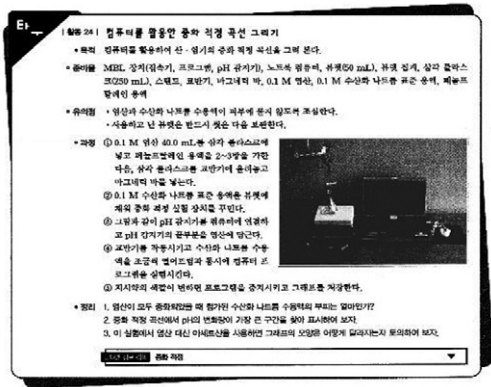 활동 24 | 컴퓨터를 활용한 중화 적정 곡선 그리기
• 목적 컴퓨터를 활용하여 산·염기의 중화 적정 곡선을 그려 본다.
• 준비물 MBL 장치(접속기, 프로그램, pH 감지기), 노트북 컴퓨터, 뷰렛(50 mL), 뷰렛 집게, 삼각 플라스
크(250 mL), 스탠드, 교반기, 마그네틱 바, 0.1 M 염산, 0.1 M 수산화 나트륨 표준 용액, 페놀프
탈레인 용액
• 유의점 • 염산과 수산화 나트륨 수용액이 피부에 묻지 않도록 조심한다.
• 사용하고 난 뷰렛은 반드시 씻은 다음 보관한다.
• 과정 ① 0.1 M 염산 40.0 mL를 삼각 플라스크에
넣고 페놀프탈레인 용액을 2~3방울 가한
다음, 삼각 플라스크를 교반기에 올려놓고
마그네틱 바를 넣는다.
② 0.1 M 수산화 나트륨 표준 용액을 뷰렛에
채워 중화 적정 실험 장치를 꾸민다.
③ 그림과 같이 pH 감지기를 컴퓨터에 연결하
고 pH 감지기의 끝부분을 염산에 담근다.
④ 교반기를 작동시키고 수산화 나트륨 수용
액을 조금씩 떨어뜨림과 동시에 컴퓨터 프
로그램을 실행시킨다.
⑤ 지시약의 색깔이 변하면 프로그램을 중지시키고 그래프를 저장한다.
• 정리 1. 염산이 모두 중화되었을 때 첨가된 수산화 나트륨 수용액의 부피는 얼마인가?
2. 중화 적정 곡선에서 pH의 변화량이 가장 큰 구간을 찾아 표시하여 보자.
3. 이 실험에서 염산 대신 아세트산을 사용하면 그래프의 모양은 어떻게 달라지는지 토의하여 보자.
중화 적정